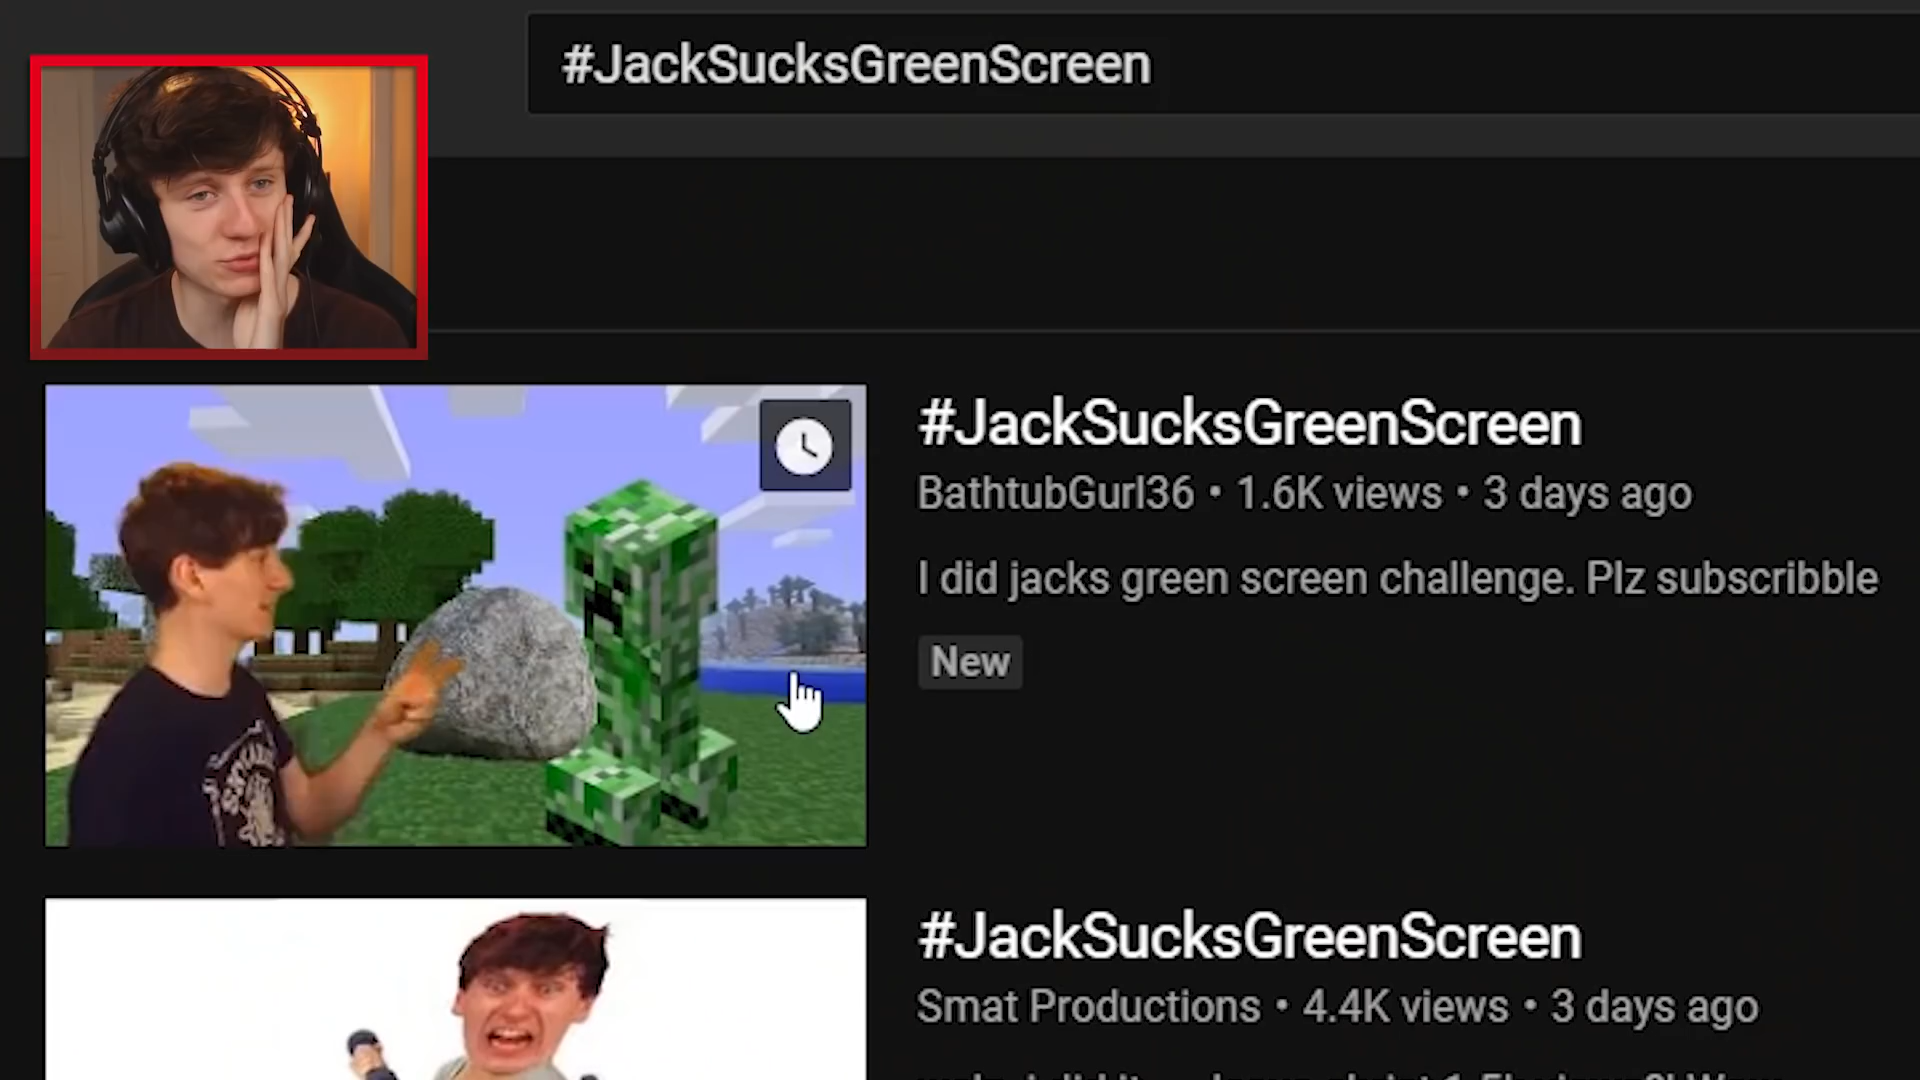 #JackSucksGreenScreen
#JackSucksGreenScreen
BathtubGurl36 • 1.6K views • 3 days ago
I did jacks green screen challenge. Plz subscribble
New
#JackSucksGreenScreen
Smat Productions • 4.4K views • 3 days ago